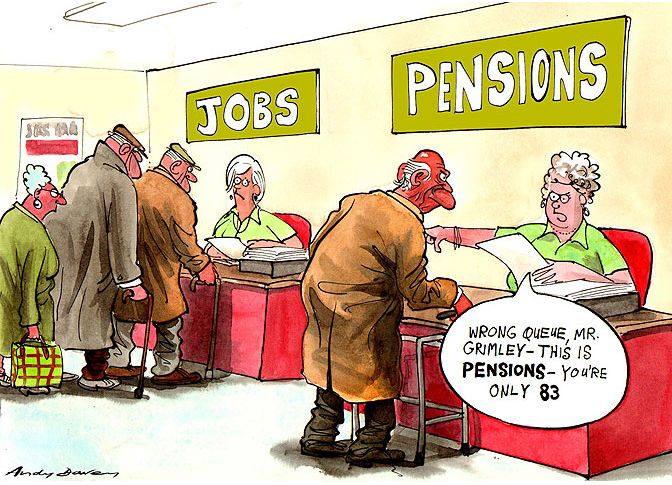 JOBS
PENSIONS
WRONG QUEUE, MR.
GRIMLEY-THIS IS
PENSIONS-YOU'RE
ONLY 83
Andy Davey